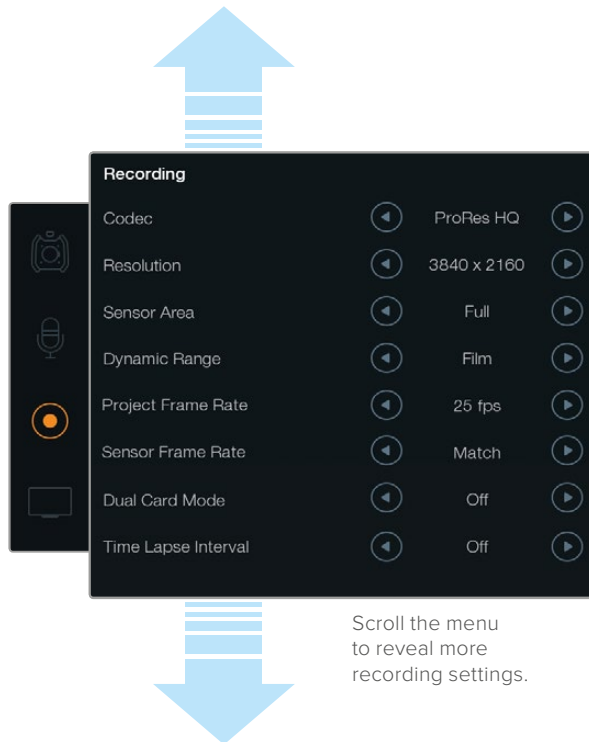 Recording
Codec ProRes HQ
Resolution 3840 x 2160
Sensor Area Full
Dynamic Range Film
Project Frame Rate 25 fps
Sensor Frame Rate Match
Dual Card Mode Off
Time Lapse Interval Off
Scroll the menu
to reveal more
recording settings.